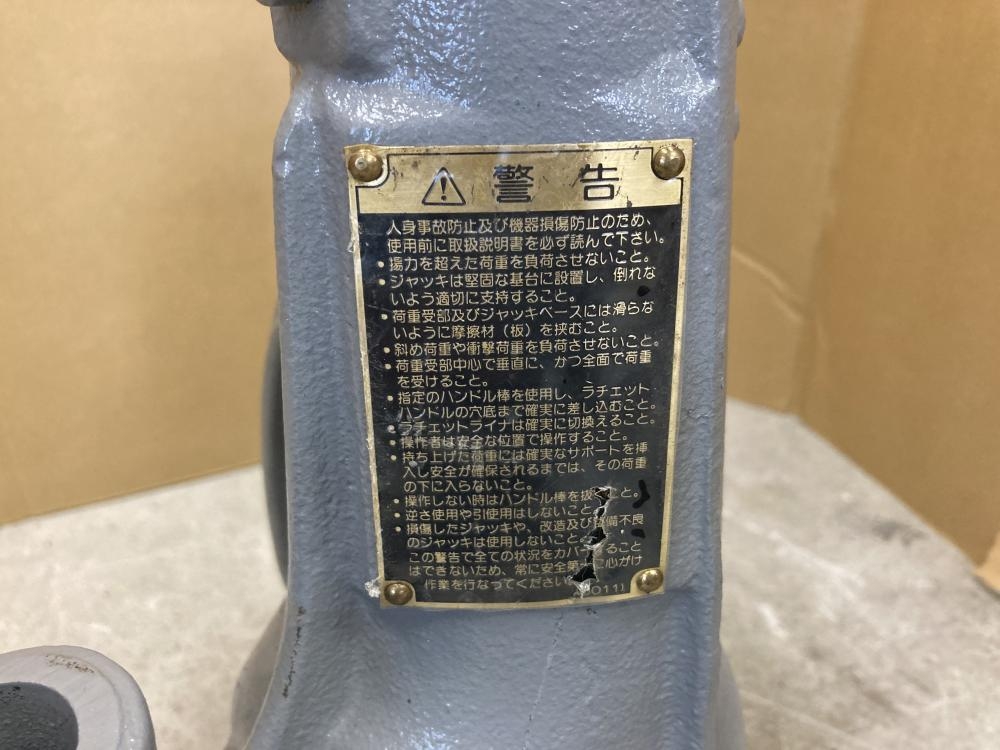 警告
人身事故防止及び機器損傷防止のため、
使用前に取扱説明書を必ず読んで下さい。
・揚力を超えた荷重を負荷させないこと。
・ジャッキは堅固な基台に設置し、倒れな
いよう適切に支持すること。
・荷重受部及びジャッキベースには滑らな
いように摩擦材（板）を挟むこと。
・斜め荷重や衝撃荷重を負荷させないこと。
・荷重受部中心で垂直に、かつ全面で荷重
を受けること。
・指定のハンドル棒を使用し、ラチェット
ハンドルの穴底まで確実に差し込むこと。
・ラチェットライナは確実に切換えること。
・操作者は安全な位置で操作すること。
・持ち上げた荷重には確実なサポートを挿
入し安全が確保されるまでは、その荷重
の下に入らないこと。
・操作しない時はハンドル棒を抜くこと。
・逆さ使用や引使用はしないこと。
・損傷したジャッキや、改造及び整備不良
のジャッキは使用しないこと。
この警告で全ての状況をカバーすること
はできないため、常に安全第一に心がけ
作業を行なってください